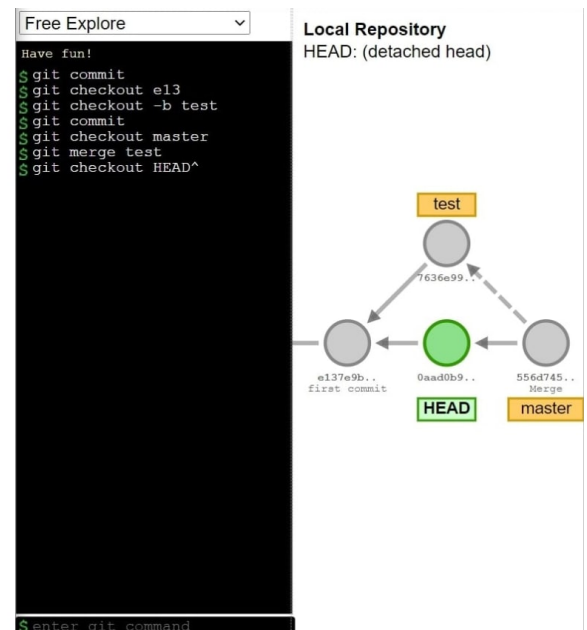 Free Explore
Have fun!
$ git commit
$ git checkout e13
$ git checkout -b test
$ git commit
$ git checkout master
$ git merge test
$ git checkout HEAD^
$ enter git command
Local Repository
HEAD: (detached head)
test
7636e99..
e137e9b..
first commit
0aad0b9..
HEAD
556d745..
Merge
master